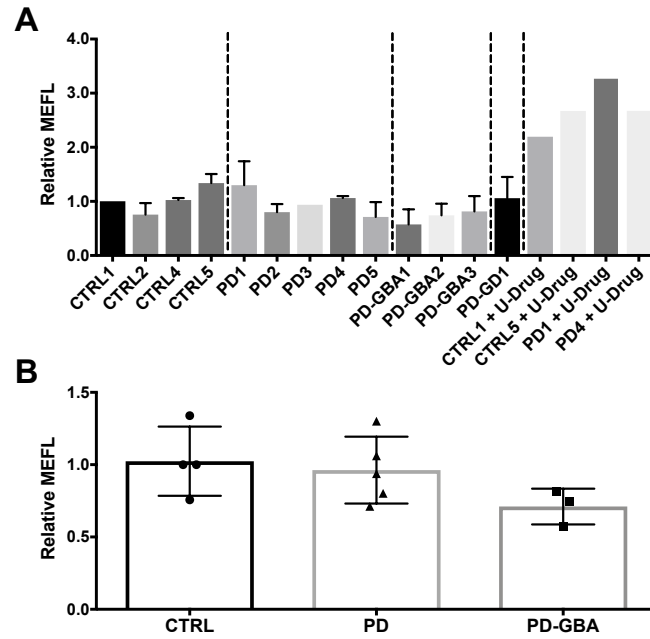 A
Relative MEFL
4.0
3.0
2.0
1.0
0.0
CTRL1
CTRL2
CTRL4
CTRL5
PD1
PD2
PD3
PD4
PD5
PD-GBA1
PD-GBA2
PD-GBA3
PD-GD1
CTRL1 + U-Drug
CTRL5 + U-Drug
PD1 + U-Drug
PD4 + U-Drug
B
Relative MEFL
1.5
1.0
0.5
0.0
CTRL
PD
PD-GBA